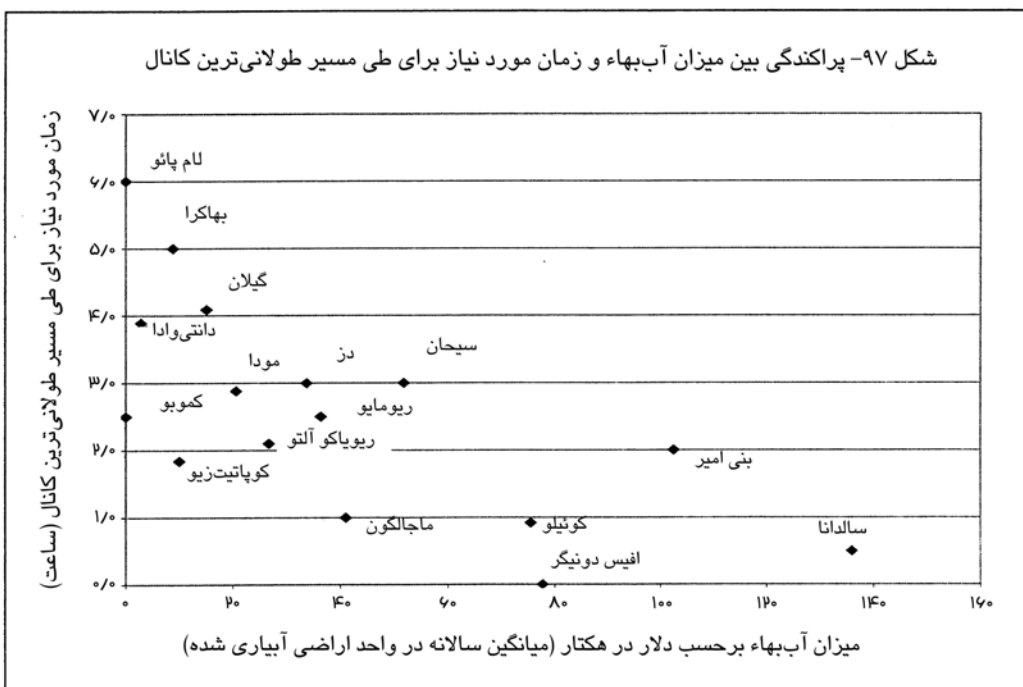 شکل ۹۷- پراکندگی بین میزان آب‌بهاء و زمان مورد نیاز برای طی مسیر طولانی‌ترین کانال
زمان مورد نیاز برای طی مسیر طولانی‌ترین کانال (ساعت)
۷/۰
۶/۰
۵/۰
۴/۰
۳/۰
۲/۰
۱/۰
۰/۰
لام پائو
بهاکرا
گیلان
دانتی‌وادا
سیحان
دز
مودا
کموبو
ریومایو
ریویاکو آلتو
بنی امیر
کوپاتیت‌زیو
ماجالگون
کوئیلو
سالدانا
افیس دونیگر
۰ ۲۰ ۴۰ ۶۰ ۸۰ ۱۰۰ ۱۲۰ ۱۴۰ ۱۶۰
میزان آب‌بهاء برحسب دلار در هکتار (میانگین سالانه در واحد اراضی آبیاری شده)